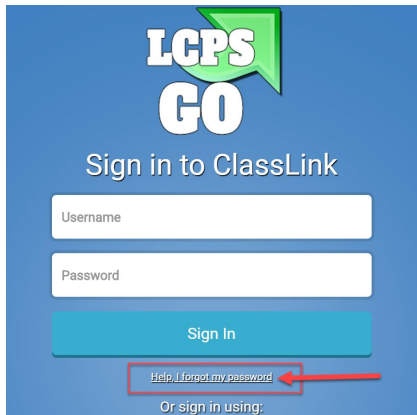 LCPS
GO
Sign in to ClassLink
Username
Password
Sign In
Help, I forgot my password
Or sign in using: